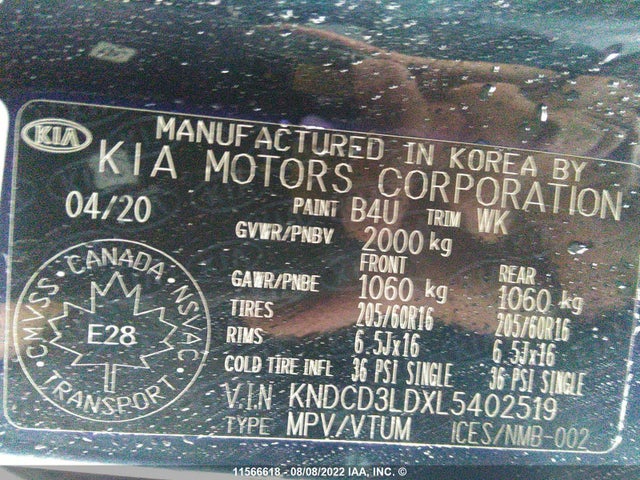 KIA
MANUFACTURED IN KOREA BY
KIA MOTORS CORPORATION
04/20 PAINT B4U TRIM WK
GVWR/PNBV 2000 kg
FRONT REAR
GAWR/PNBE 1060 kg 1060 kg
TIRES 205/60R16 205/60R16
RIMS 6.5Jx16 6.5Jx16
COLD TIRE INFL 36 PSI SINGLE 36 PSI SINGLE
V.I.N KNDCD3LDXL5402519
TYPE MPV/VTUM ICES/NMB-002
CMVSS · CANADA · NSVAC
E28
· TRANSPORT ·
11566618 - 08/08/2022 IAA, INC. ©